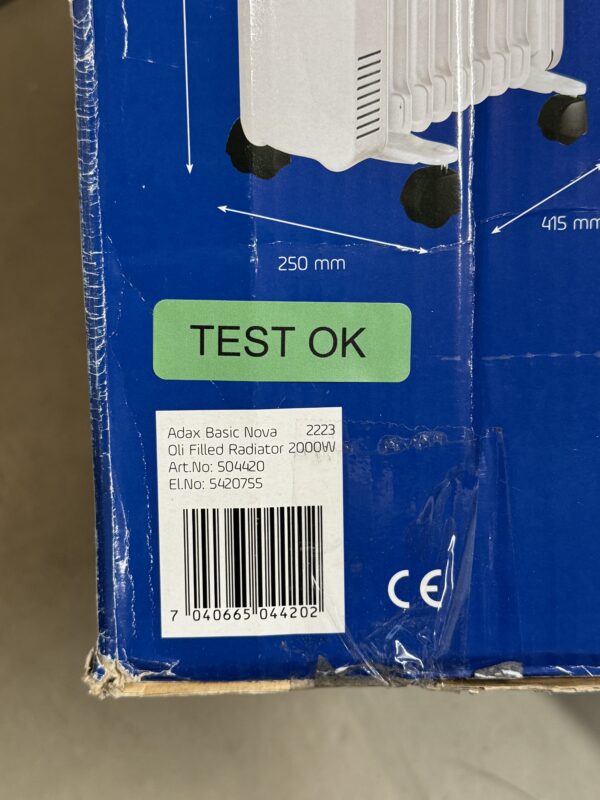 415 mm
250 mm
TEST OK
Adax Basic Nova 2223
Oli Filled Radiator 2000W
Art.No: 504420
El.No: 5420755
7 040665 044202
CE